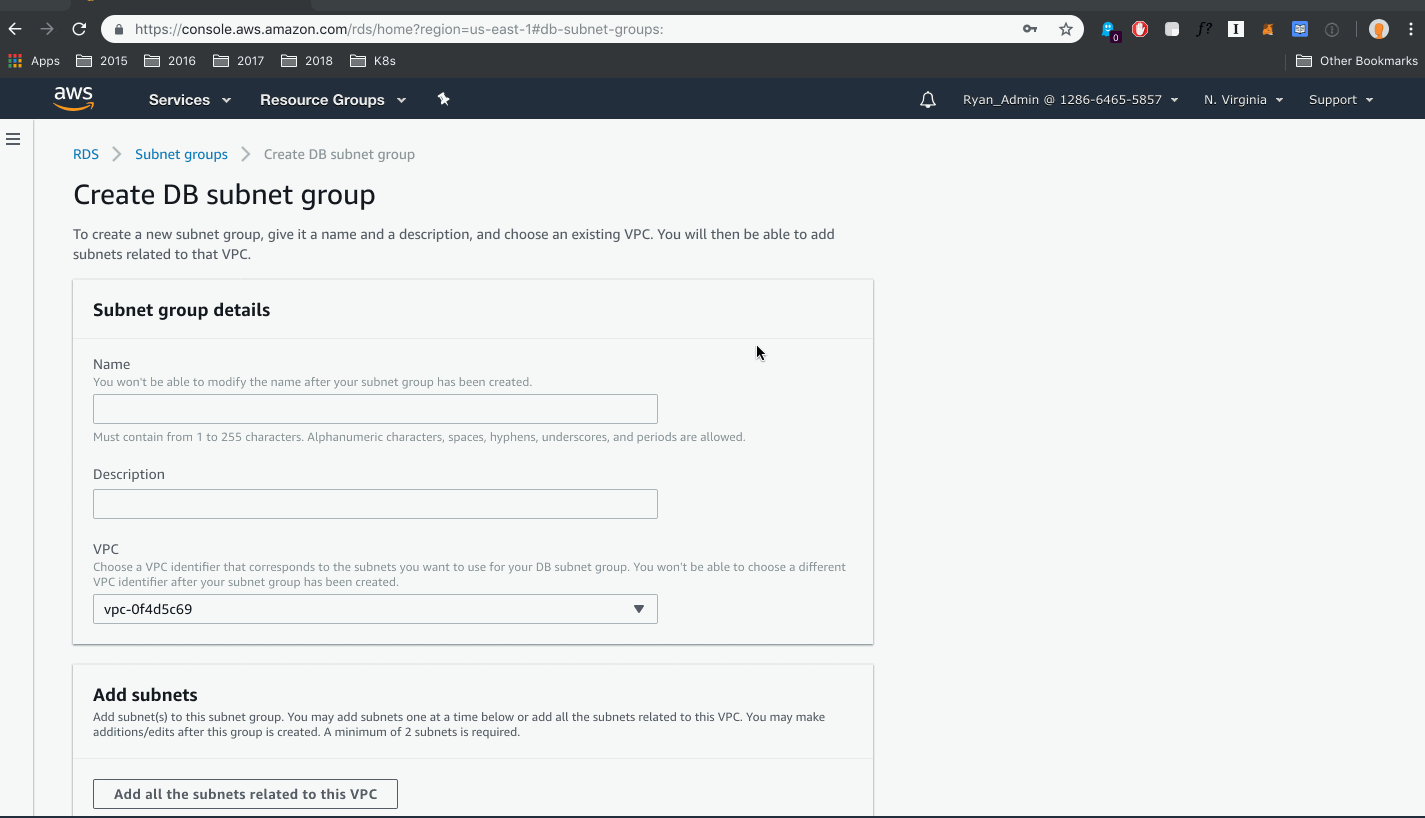 https://console.aws.amazon.com/rds/home?region=us-east-1#db-subnet-groups:
0
f?
I
Apps
2015
2016
2017
2018
K8s
Other Bookmarks
aws
Services
Resource Groups
Ryan_Admin @ 1286-6465-5857
N. Virginia
Support
RDS
Subnet groups
Create DB subnet group
Create DB subnet group
To create a new subnet group, give it a name and a description, and choose an existing VPC. You will then be able to add
subnets related to that VPC.
Subnet group details
Name
You won't be able to modify the name after your subnet group has been created.
Must contain from 1 to 255 characters. Alphanumeric characters, spaces, hyphens, underscores, and periods are allowed.
Description
VPC
Choose a VPC identifier that corresponds to the subnets you want to use for your DB subnet group. You won't be able to choose a different
VPC identifier after your subnet group has been created.
vpc-0f4d5c69
Add subnets
Add subnet(s) to this subnet group. You may add subnets one at a time below or add all the subnets related to this VPC. You may make
additions/edits after this group is created. A minimum of 2 subnets is required.
Add all the subnets related to this VPC